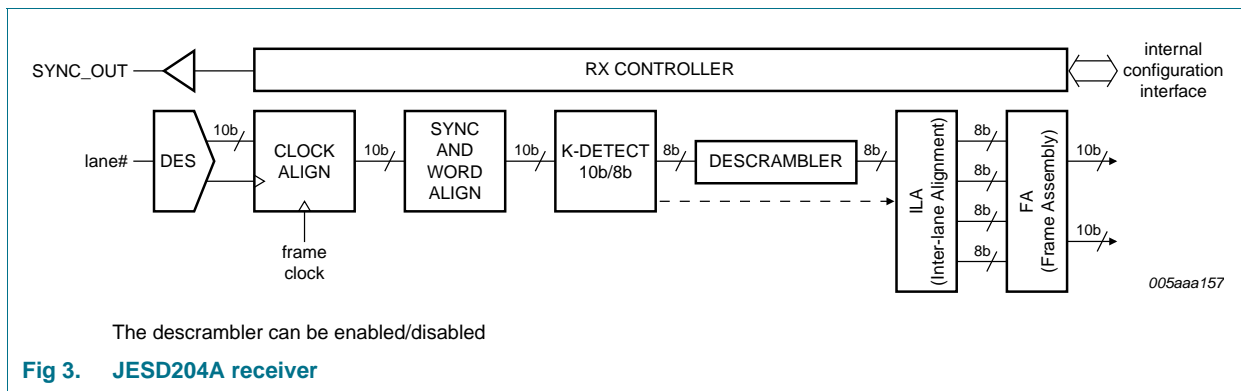 SYNC_OUT
RX CONTROLLER
internal
configuration
interface
lane#
DES
10b
CLOCK
ALIGN
frame
clock
10b
SYNC
AND
WORD
ALIGN
10b
K-DETECT
10b/8b
8b
DESCRAMBLER
8b
ILA
(Inter-lane Alignment)
8b
8b
8b
8b
FA
(Frame Assembly)
10b
10b
005aaa157
The descrambler can be enabled/disabled
Fig 3. JESD204A receiver